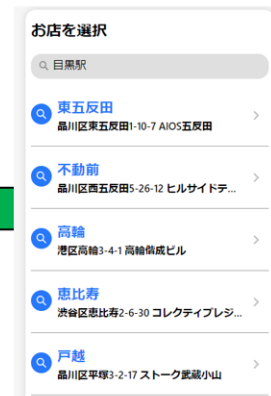 お店を選択
目黒駅
東五反田
品川区東五反田1-10-7 AIOS五反田
不動前
品川区西五反田5-26-12 ヒルサイドテ...
高輪
港区高輪3-4-1 高輪偕成ビル
恵比寿
渋谷区恵比寿2-6-30 コレクティブレジ...
戸越
品川区平塚3-2-17 ストーク武蔵小山